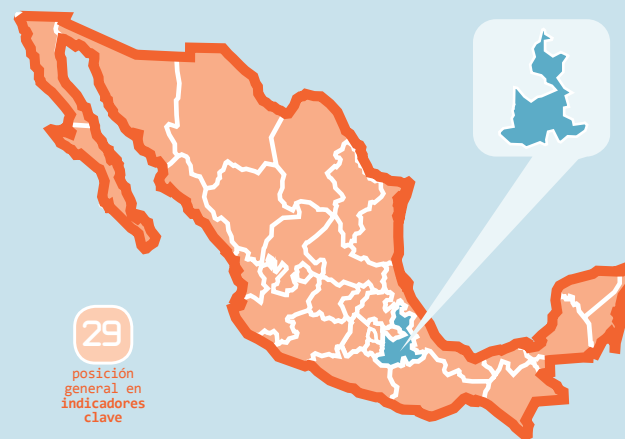 29
posición
general en
indicadores
clave